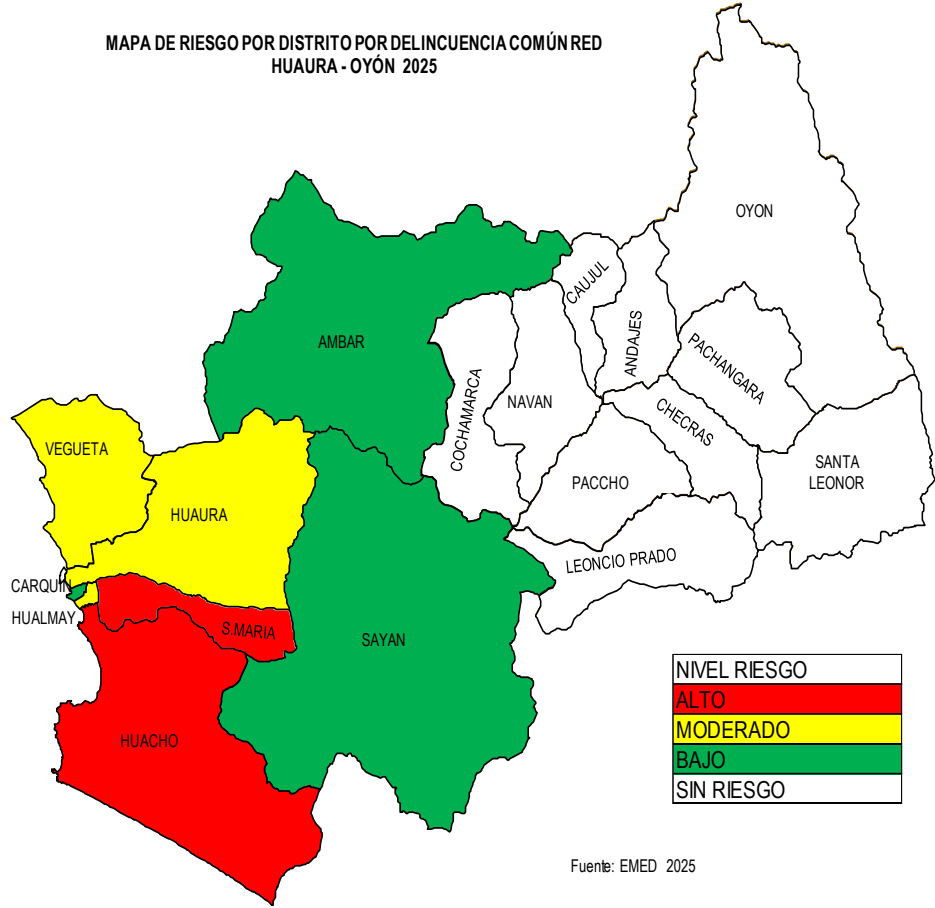 MAPA DE RIESGO POR DISTRITO POR DELINCUENCIA COMÚN RED
HUAURA - OYÓN 2025
OYON
CAUJUL
ANDAJES
AMBAR
PACHANGARA
COCHAMARCA
NAVAN
CHECRAS
VEGUETA
SANTA
LEONOR
PACCHO
HUAURA
LEONCIO PRADO
CARQUIN
HUALMAY
S.MARIA
SAYAN
HUACHO
NIVEL RIESGO
ALTO
MODERADO
BAJO
SIN RIESGO
Fuente: EMED 2025